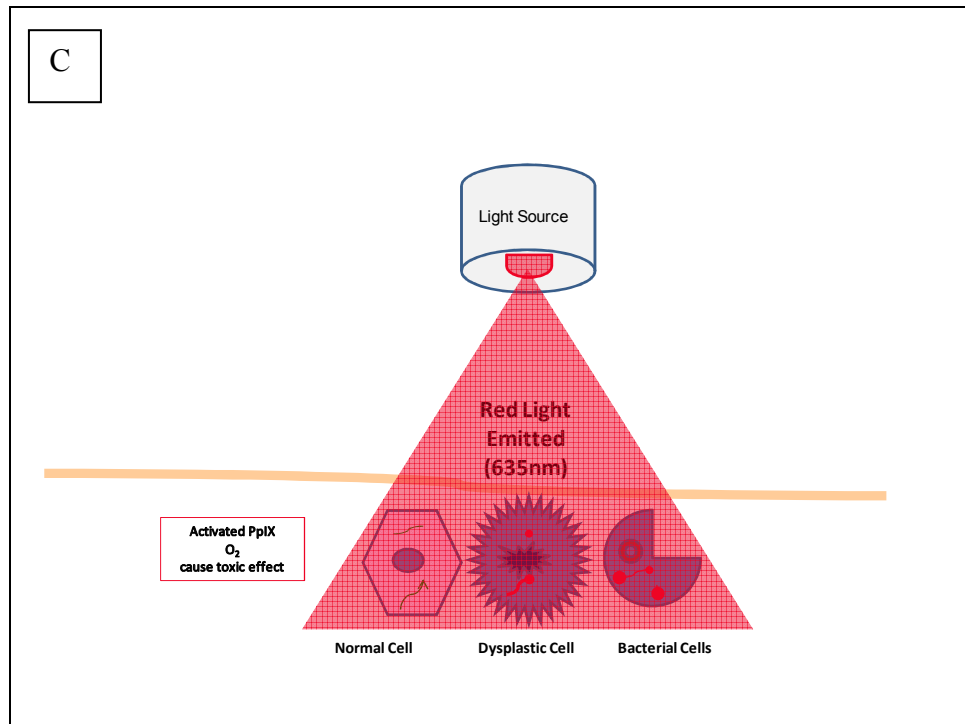 C
Light Source
Red Light
Emitted
(635nm)
Activated PpIX
O₂
cause toxic effect
Normal Cell
Dysplastic Cell
Bacterial Cells